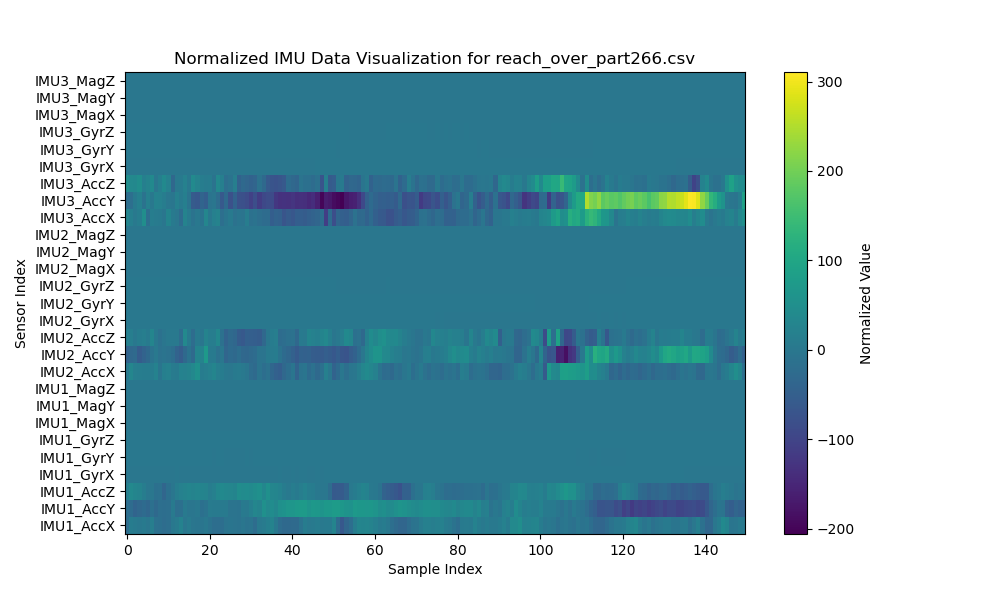 Normalized IMU Data Visualization for reach_over_part266.csv
IMU3_MagZ
IMU3_MagY
IMU3_MagX
IMU3_GyrZ
IMU3_GyrY
IMU3_GyrX
IMU3_AccZ
IMU3_AccY
IMU3_AccX
IMU2_MagZ
IMU2_MagY
IMU2_MagX
IMU2_GyrZ
IMU2_GyrY
IMU2_GyrX
IMU2_AccZ
IMU2_AccY
IMU2_AccX
IMU1_MagZ
IMU1_MagY
IMU1_MagX
IMU1_GyrZ
IMU1_GyrY
IMU1_GyrX
IMU1_AccZ
IMU1_AccY
IMU1_AccX
Sensor Index
0 20 40 60 80 100 120 140
Sample Index
300
200
100
0
−100
−200
Normalized Value